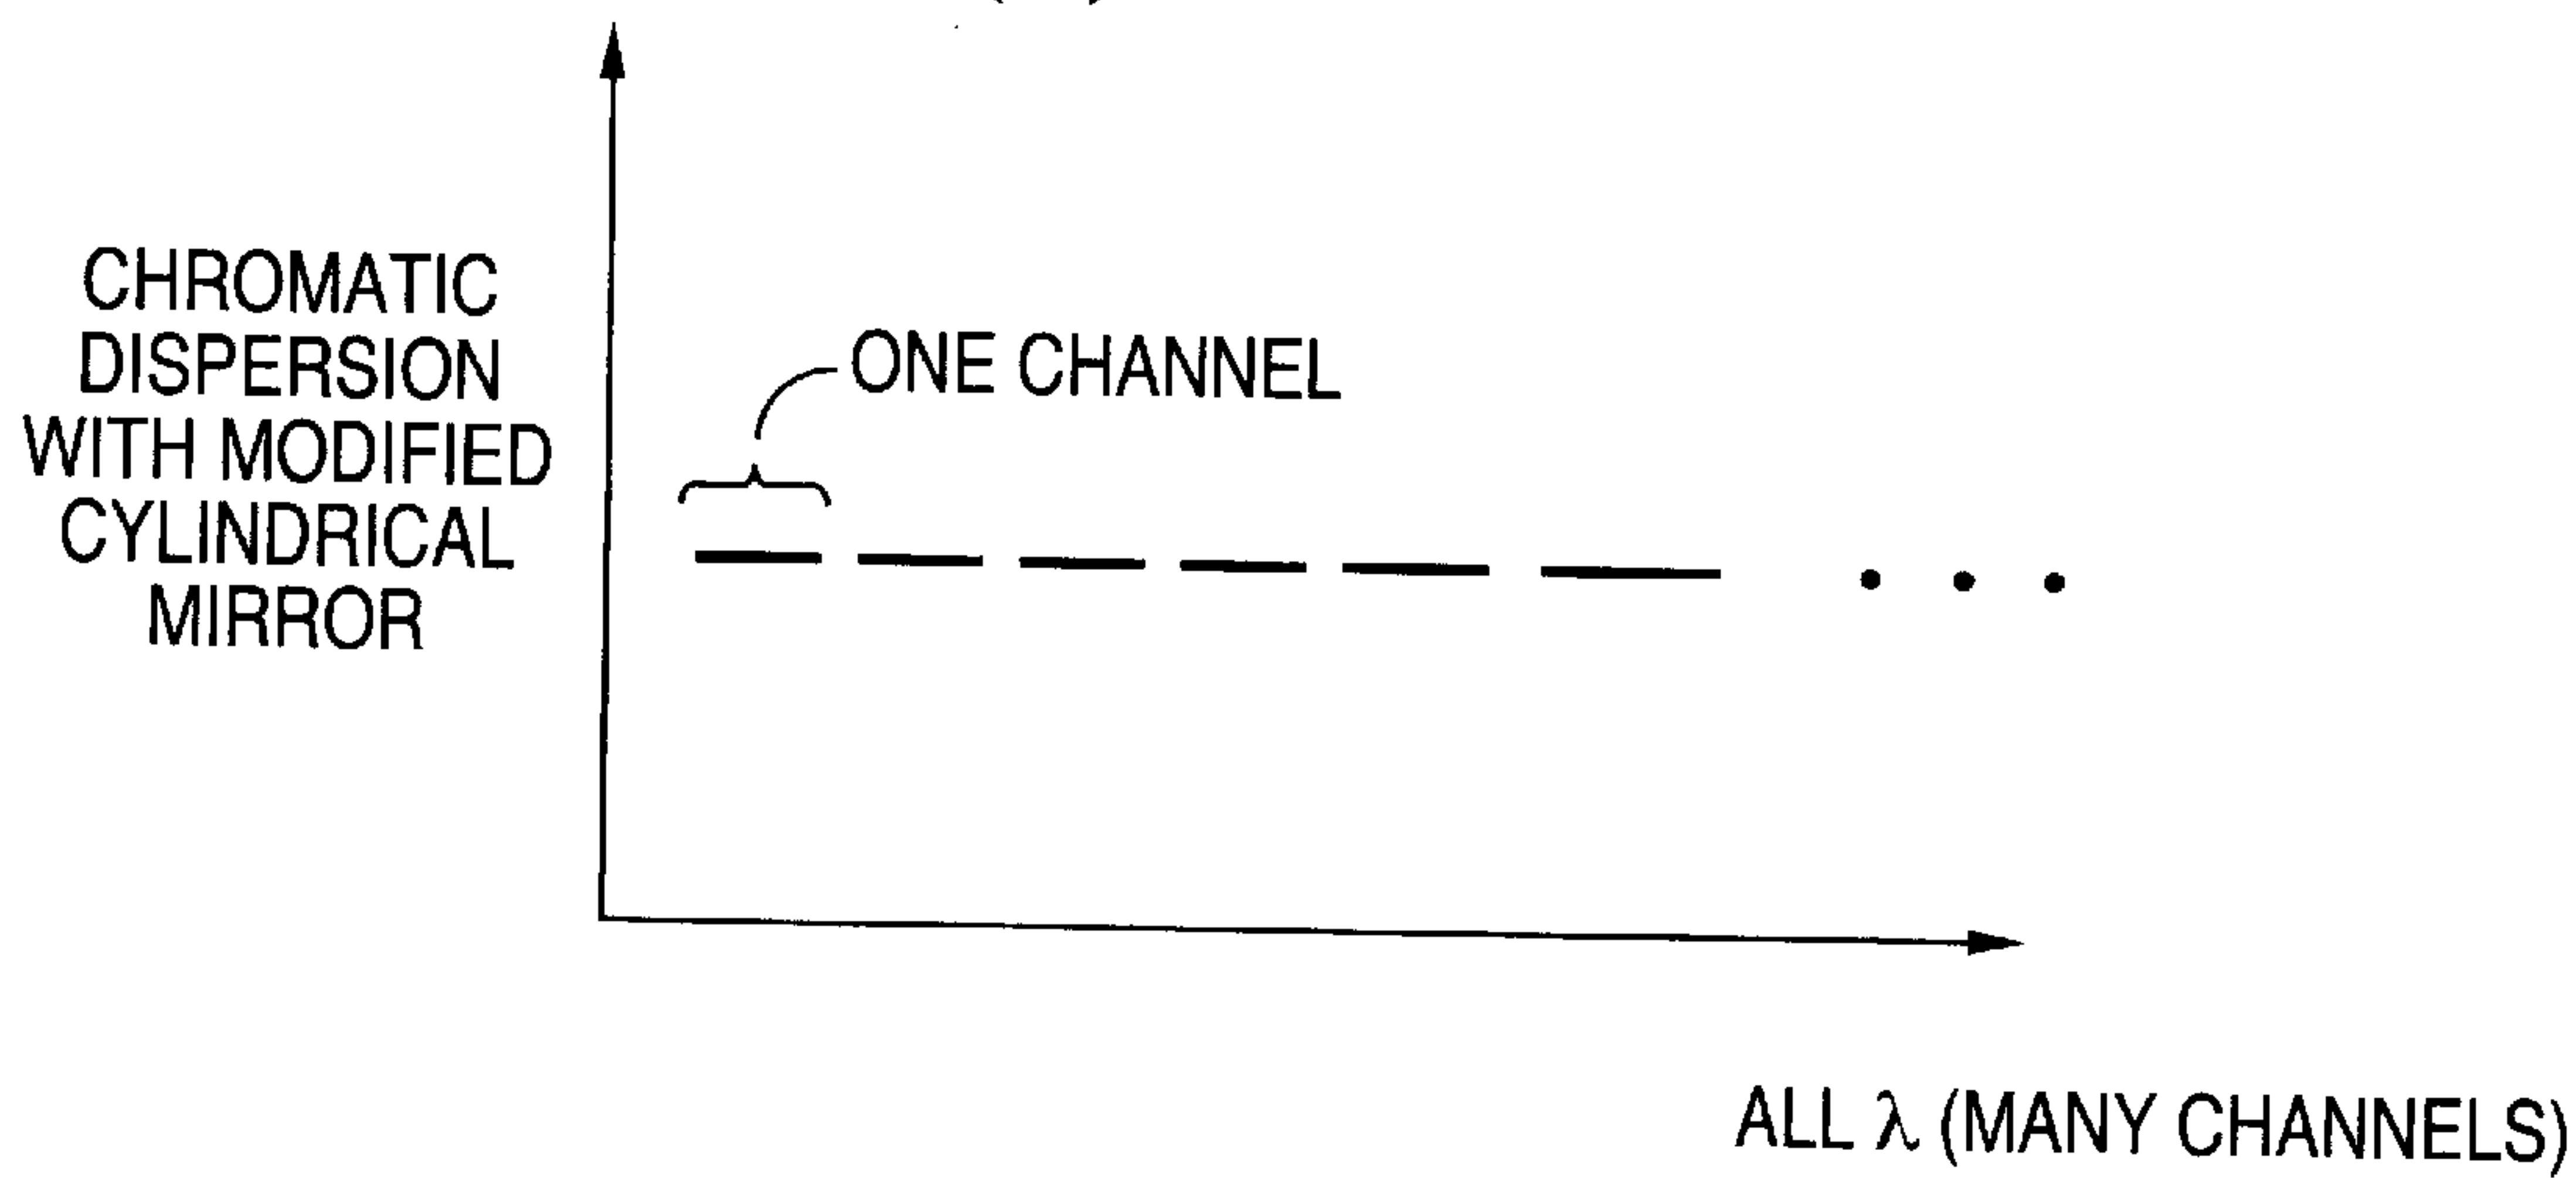 CHROMATIC
DISPERSION
WITH MODIFIED
CYLINDRICAL
MIRROR
ONE CHANNEL
ALL λ (MANY CHANNELS)